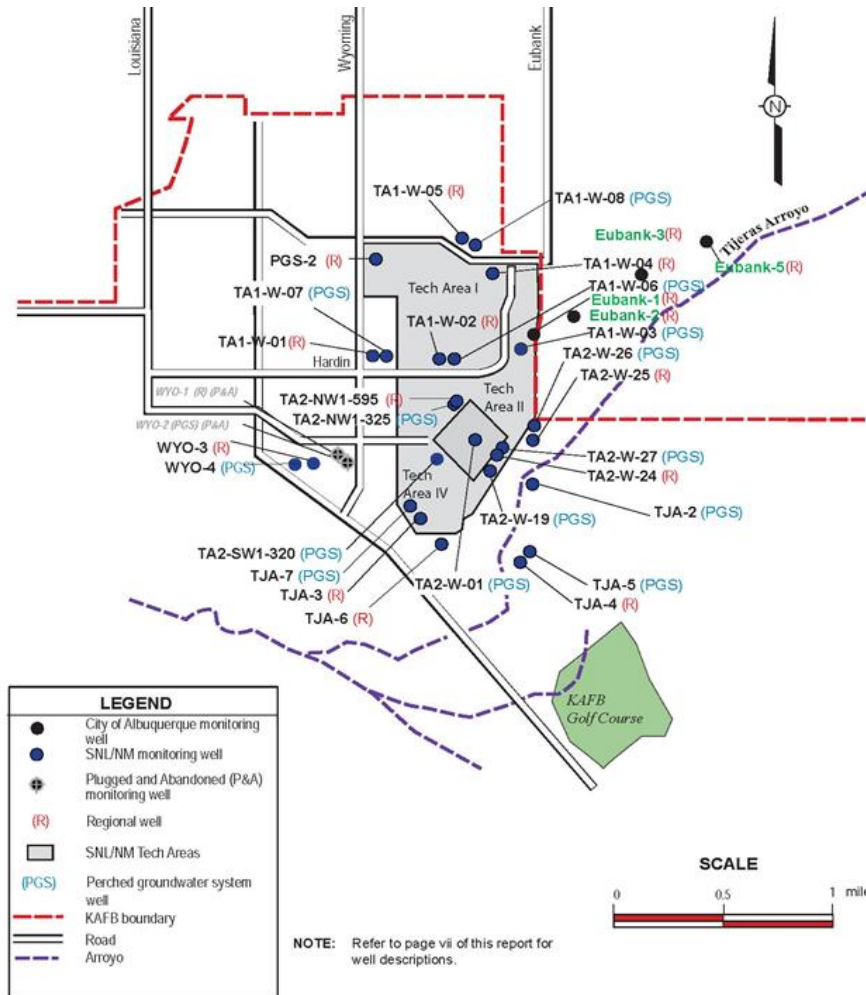 Louisiana
Wyoming
Eubank
N
TA1-W-05 (R)
TA1-W-08 (PGS)
Eubank-3(R)
Tijeras Arroyo
PGS-2 (R)
TA1-W-04 (R)
Eubank-5(R)
TA1-W-07 (PGS)
Tech Area I
TA1-W-06 (PGS)
Eubank-1(R)
Eubank-2(R)
TA1-W-02 (R)
TA1-W-03 (PGS)
TA1-W-01(R)
Hardin
TA2-W-26 (PGS)
TA2-W-25 (R)
WYO-1 (R) (P&A)
TA2-NW1-595 (R)
Tech
Area II
TA2-NW1-325 (PGS)
WYO-2 (PGS) (P&A)
WYO-3 (R)
TA2-W-27 (PGS)
WYO-4 (PGS)
TA2-W-24 (R)
Tech
Area IV
TJA-2 (PGS)
TA2-W-19 (PGS)
TA2-SW1-320 (PGS)
TJA-7 (PGS)
TA2-W-01 (PGS)
TJA-5 (PGS)
TJA-3 (R)
TJA-4 (R)
TJA-6 (R)
KAFB
Golf Course
LEGEND
City of Albuquerque monitoring
well
SNL/NM monitoring well
Plugged and Abandoned (P&A)
monitoring well
(R) Regional well
SNL/NM Tech Areas
(PGS) Perched groundwater system
well
KAFB boundary
Road
Arroyo
NOTE: Refer to page vii of this report for
well descriptions.
SCALE
0 0.5 1 mile